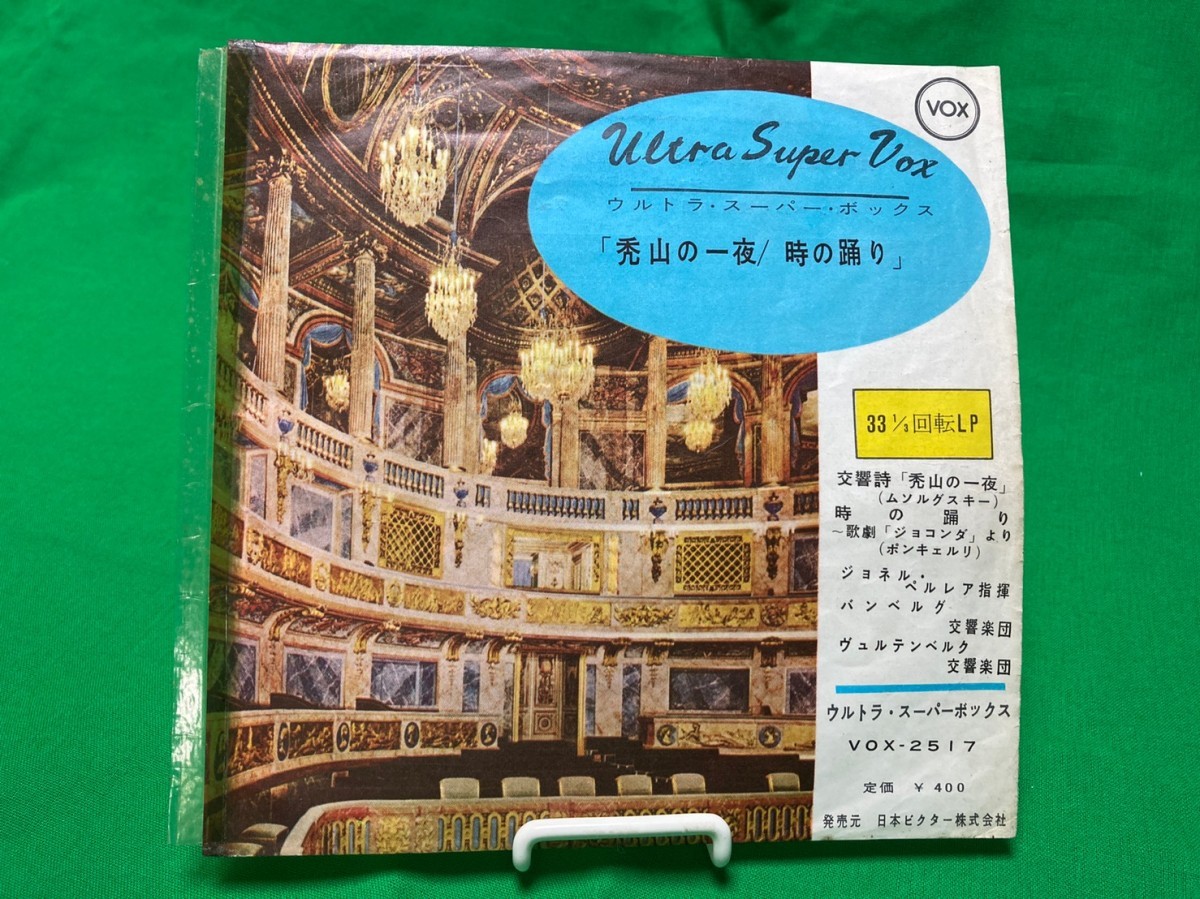 VOX
Ultra Super Vox
ウルトラ・スーパー・ボックス
「禿山の一夜/ 時の踊り」
33 1/3 回転LP
交響詩「禿山の一夜」
(ムソルグスキー)
時の踊り
~歌劇「ジョコンダ」より
(ポンキェルリ)
ジョネル・
ペルレア指揮
バンベルグ
交響楽団
ヴュルテンベルク
交響楽団
ウルトラ・スーパーボックス
VOX-2517
定価 ¥ 400
発売元 日本ビクター株式会社